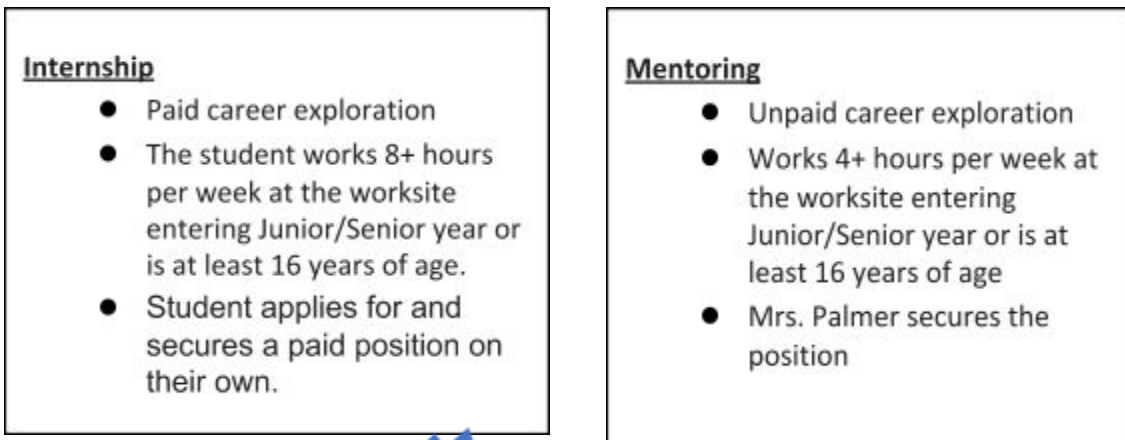 Internship
● Paid career exploration
● The student works 8+ hours
per week at the worksite
entering Junior/Senior year or
is at least 16 years of age.
● Student applies for and
secures a paid position on
their own.
Mentoring
● Unpaid career exploration
● Works 4+ hours per week at
the worksite entering
Junior/Senior year or is at
least 16 years of age
● Mrs. Palmer secures the
position